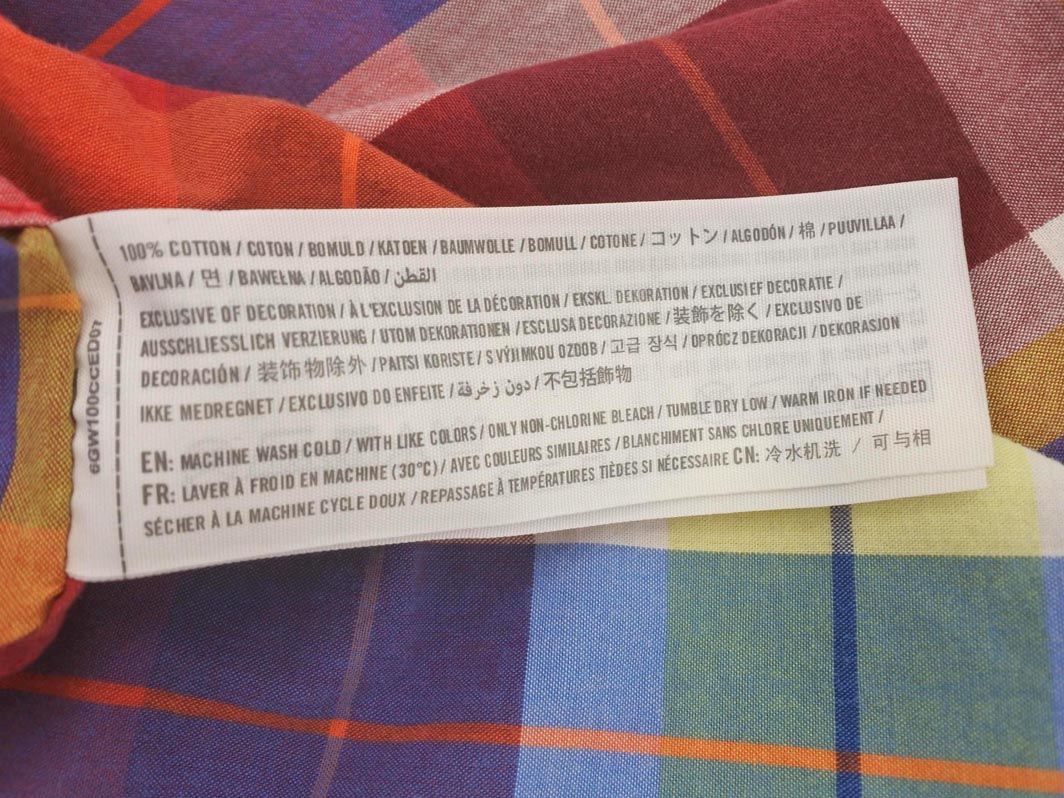 100% COTTON / COTON / BOMULD / KATOEN / BAUMWOLLE / BOMULL / COTONE / コットン / ALGODÓN / 棉 / PUUVILLAA /
BAVLNA / 면 / BAWEŁNA / ALGODÃO / القطن
EXCLUSIVE OF DECORATION / À L'EXCLUSION DE LA DÉCORATION / EKSKL. DEKORATION / EXCLUSIEF DECORATIE /
AUSSCHLIESSLICH VERZIERUNG / UTOM DEKORATIONEN / ESCLUSA DECORAZIONE / 装飾を除く / EXCLUSIVO DE
DECORACIÓN / 装饰物除外 / PAITSI KORISTE / S VÝJIMKOU OZDOB / 고급 장식 / OPRÓCZ DEKORACJI / DEKORASJON
IKKE MEDREGNET / EXCLUSIVO DO ENFEITE / دون زخرفة / 不包括飾物
EN: MACHINE WASH COLD / WITH LIKE COLORS / ONLY NON-CHLORINE BLEACH / TUMBLE DRY LOW / WARM IRON IF NEEDED
FR: LAVER À FROID EN MACHINE (30°C) / AVEC COULEURS SIMILAIRES / BLANCHIMENT SANS CHLORE UNIQUEMENT /
SÉCHER À LA MACHINE CYCLE DOUX / REPASSAGE À TEMPÉRATURES TIÈDES SI NÉCESSAIRE CN: 冷水机洗 / 可与相
6GW100CCED07